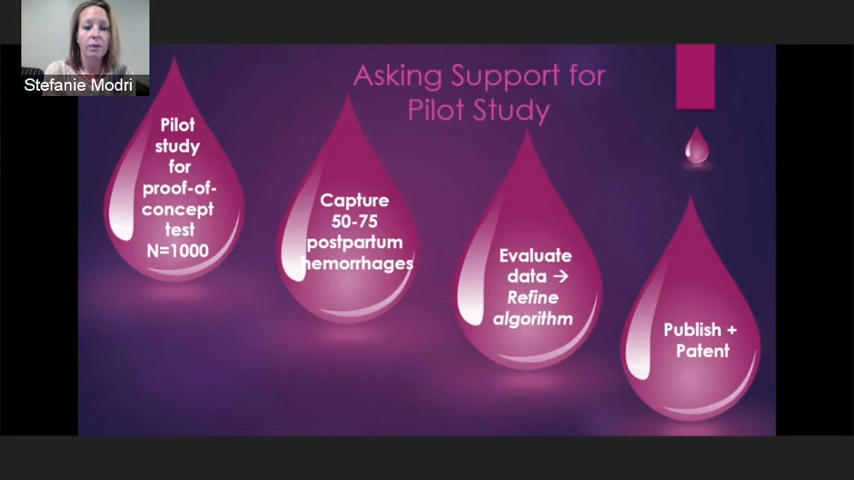 Stefanie Modri
Asking Support for
Pilot Study
Pilot
study
for
proof-of-
concept
test
N=1000
Capture
50-75
postpartum
hemorrhages
Evaluate
data →
Refine
algorithm
Publish +
Patent